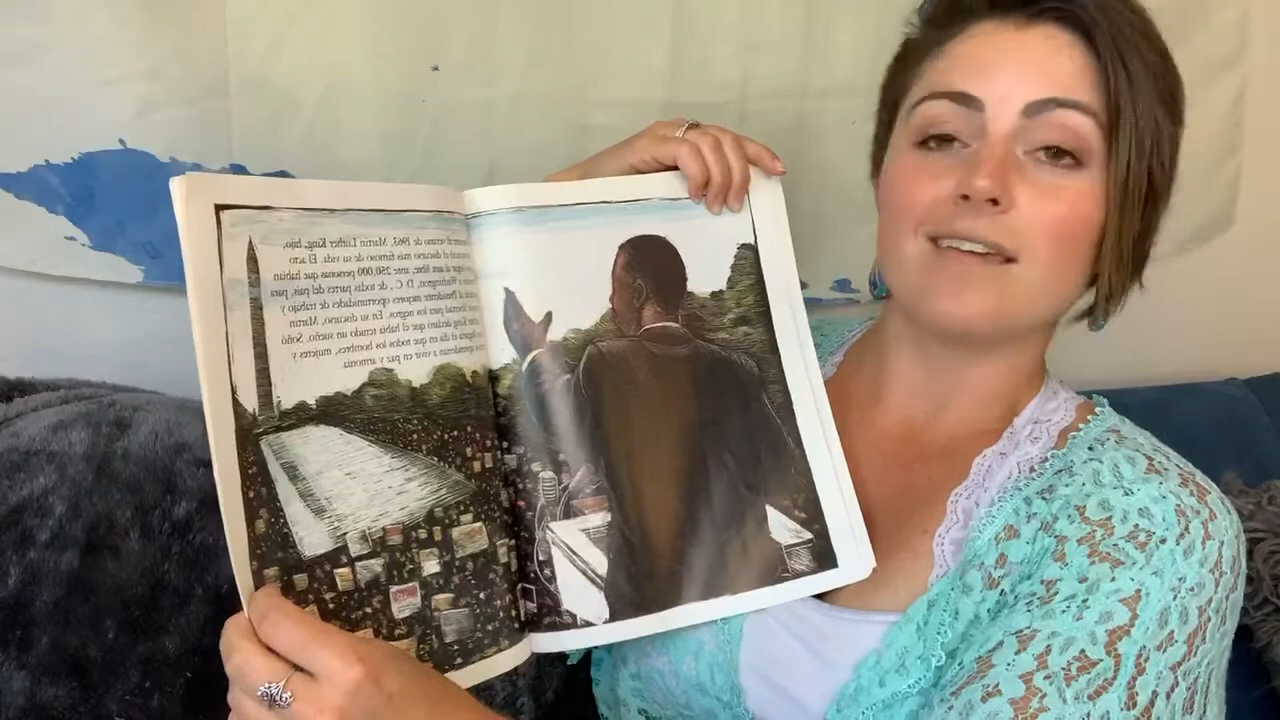 el verano de 1963, Martin Luther King, hijo,
el discurso más famoso de su vida. El acto
al aire libre, ante 250,000 personas que habían
a Washington, D. C., de todas partes del país, para
al Presidente mejores oportunidades de trabajo y
libertad para los negros. En su discurso, Martin
King declaró que él había tenido un sueño. Soñó
llegaría el día en que todos los hombres, mujeres y
aprenderían a vivir en paz y armonía.